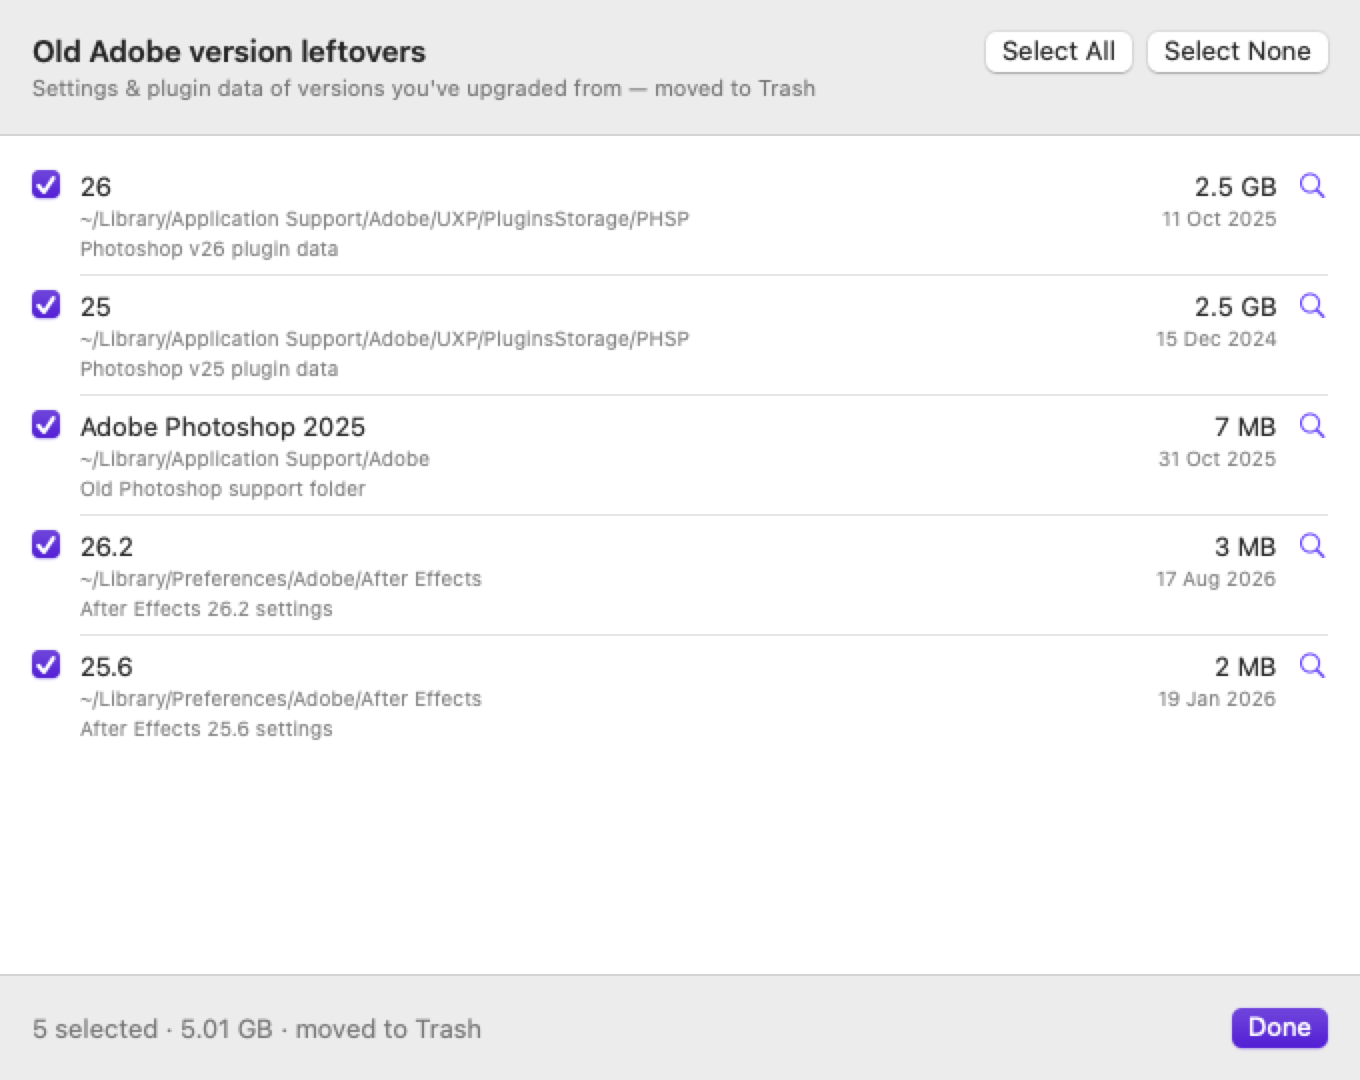 Old Adobe version leftovers
Select All
Select None
Settings & plugin data of versions you've upgraded from — moved to Trash
26
2.5 GB
~/Library/Application Support/Adobe/UXP/PluginsStorage/PHSP
11 Oct 2025
Photoshop v26 plugin data
25
2.5 GB
~/Library/Application Support/Adobe/UXP/PluginsStorage/PHSP
15 Dec 2024
Photoshop v25 plugin data
Adobe Photoshop 2025
7 MB
~/Library/Application Support/Adobe
31 Oct 2025
Old Photoshop support folder
26.2
3 MB
~/Library/Preferences/Adobe/After Effects
17 Aug 2026
After Effects 26.2 settings
25.6
2 MB
~/Library/Preferences/Adobe/After Effects
19 Jan 2026
After Effects 25.6 settings
5 selected · 5.01 GB · moved to Trash
Done